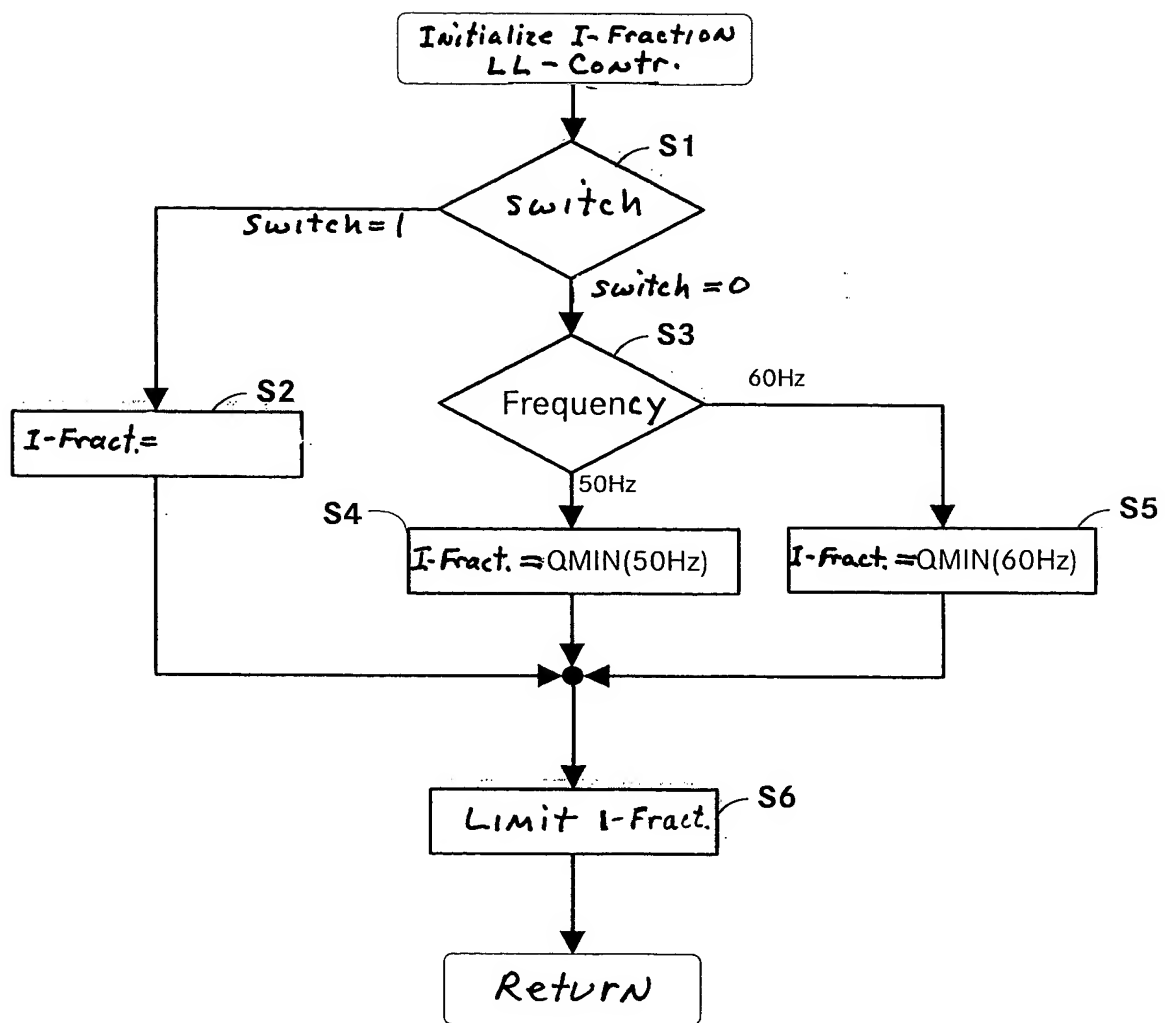 Initialize I-Fraction
LL-Contr.
S1
switch
Switch=1
switch=0
S3
60Hz
Frequency
S2
I-Fract.=
50Hz
S4
I-Fract.=QMIN(50Hz)
S5
I-Fract.=QMIN(60Hz)
S6
LIMIT I-Fract.
Return